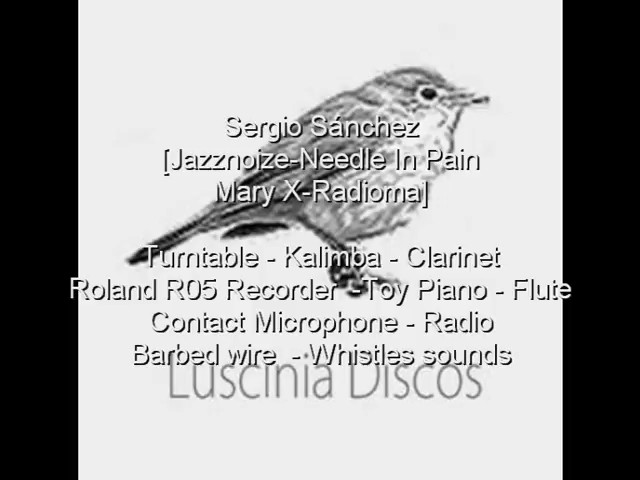 Sergio Sánchez
[Jazznoize-Needle In Pain
Mary X-Radioma]
Turntable - Kalimba - Clarinet
Roland R05 Recorder -Toy Piano - Flute
Contact Microphone - Radio
Barbed wire - Whistles sounds
Luscinia Discos